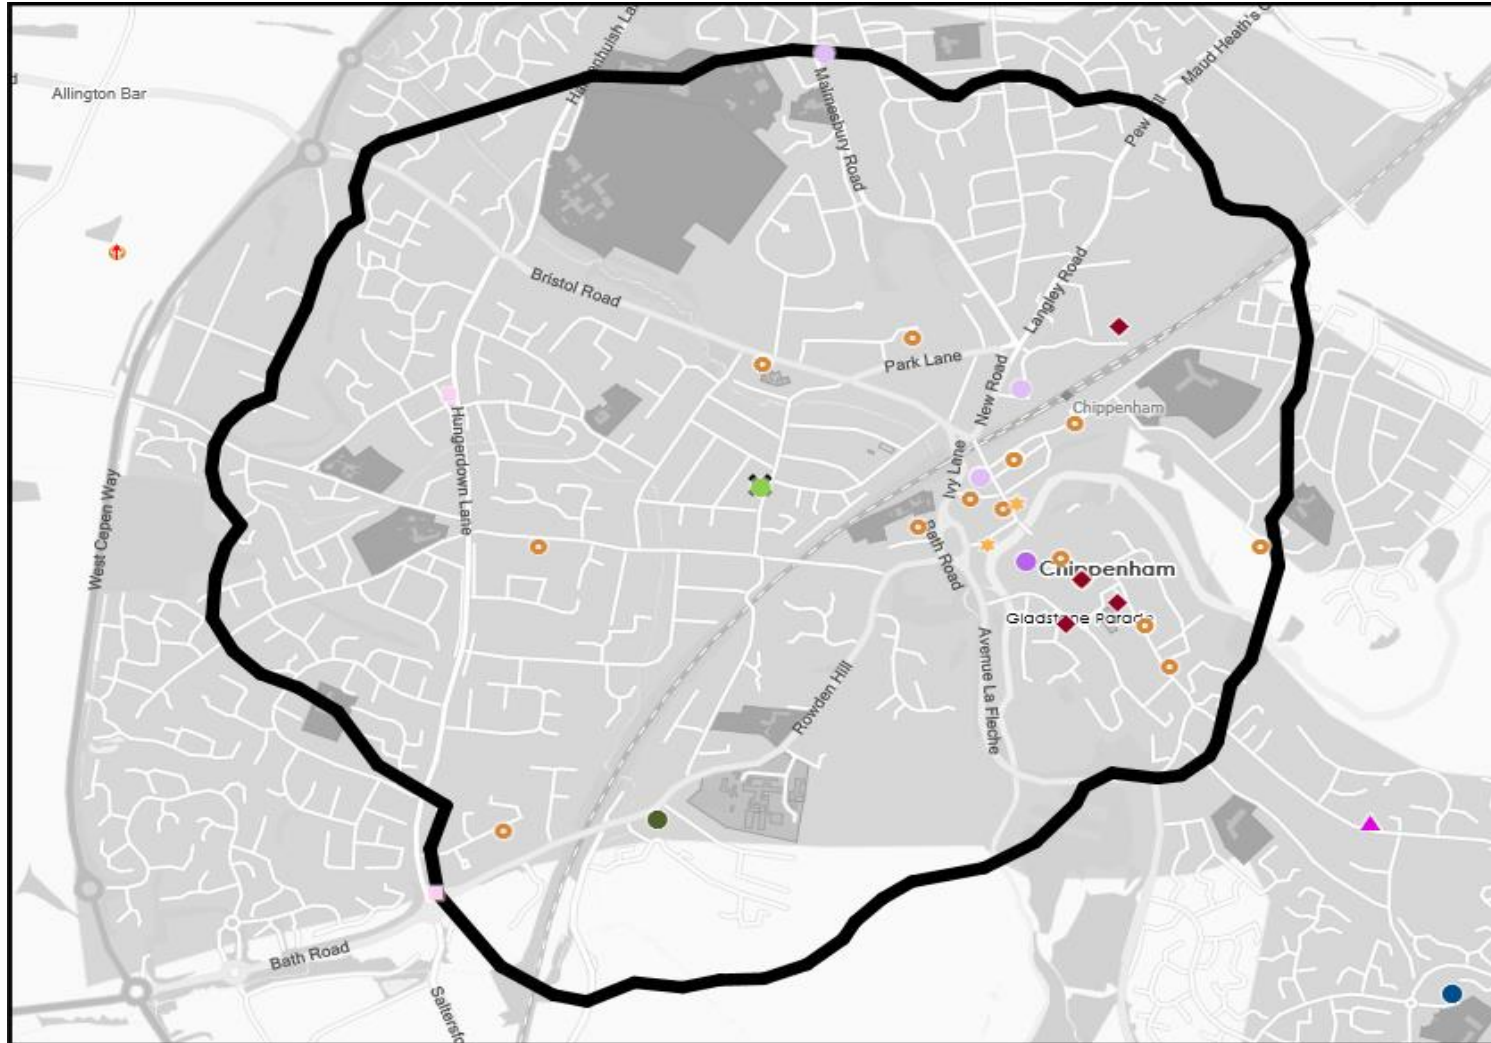 Maud Heath's
Allington Bar
Malmesbury Road
Pew
Bristol Road
Langley Road
Park Lane
New Road
Chippenham
Hungerdown Lane
Ivy Lane
West Cepen Way
Bath Road
Chippenham
Gladstone Parade
Avenue La Fleche
Rowden Hill
Bath Road
Saltersfo